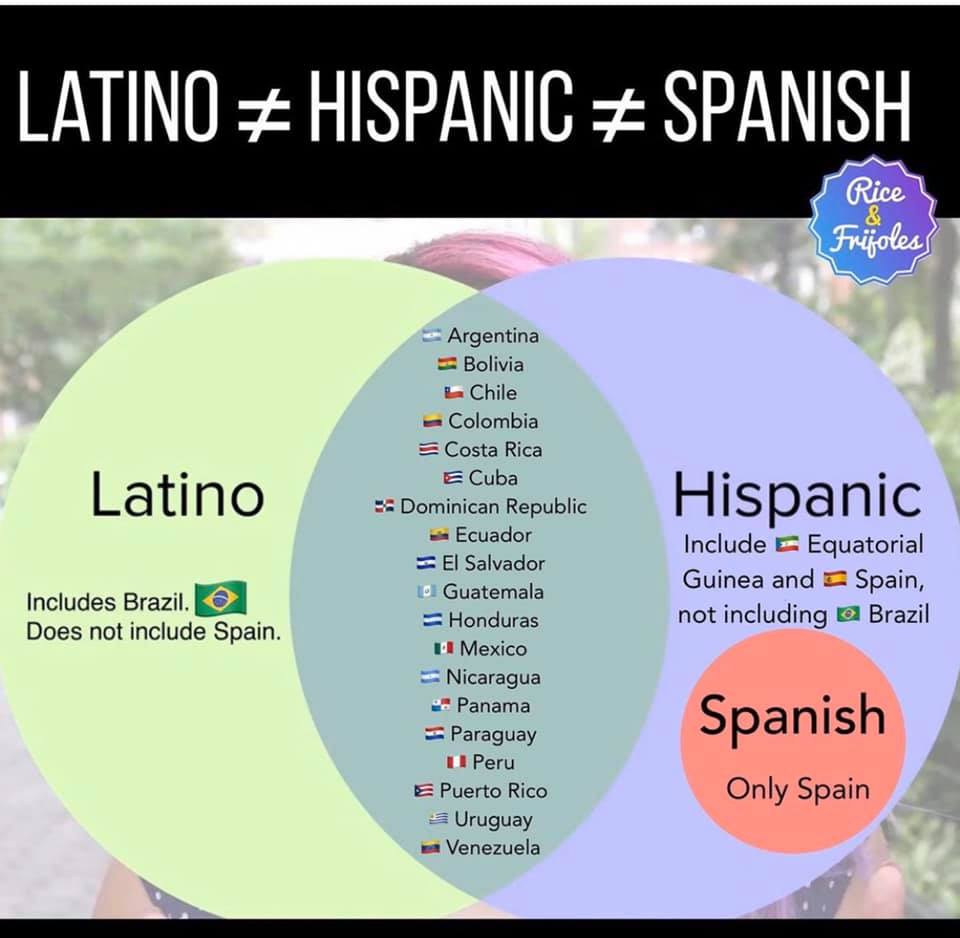 LATINO ≠ HISPANIC ≠ SPANISH
Rice
&
Frijoles
Argentina
Bolivia
Chile
Colombia
Costa Rica
Cuba
Dominican Republic
Ecuador
El Salvador
Guatemala
Honduras
Mexico
Nicaragua
Panama
Paraguay
Peru
Puerto Rico
Uruguay
Venezuela
Latino
Includes Brazil.
Does not include Spain.
Hispanic
Include Equatorial
Guinea and Spain,
not including Brazil
Spanish
Only Spain